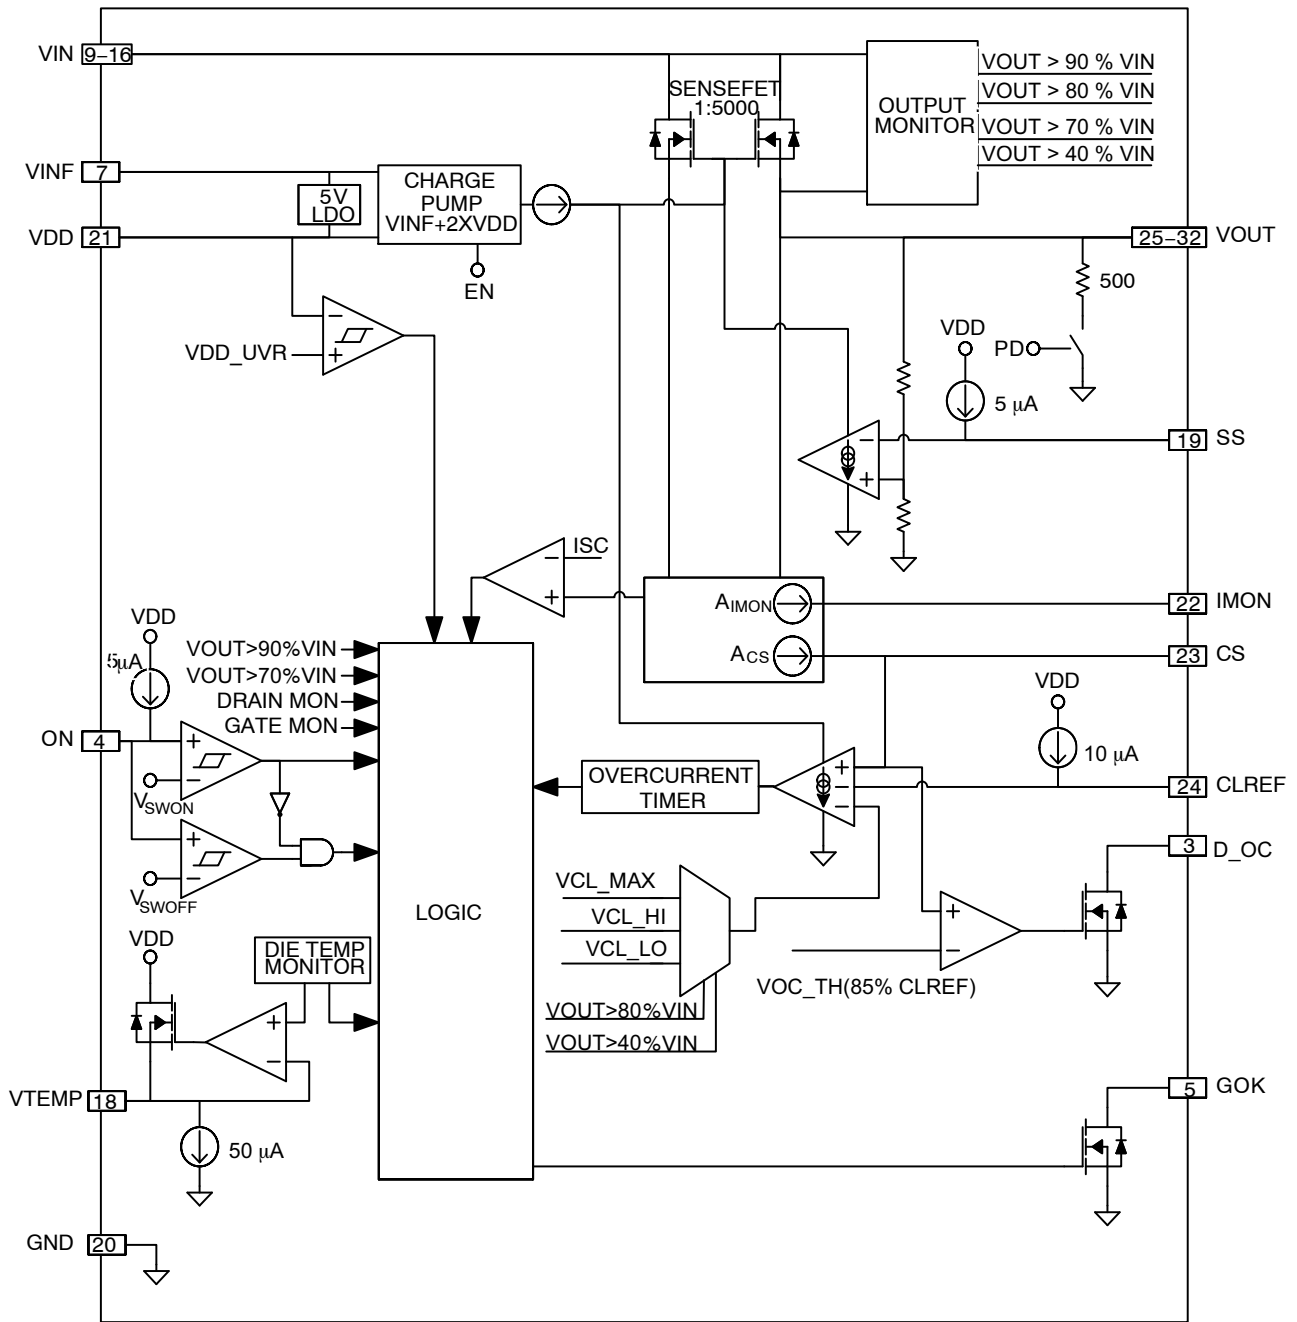 VIN 9–16
SENSEFET
1:5000
OUTPUT
MONITOR
VOUT > 90 % VIN
VOUT > 80 % VIN
VOUT > 70 % VIN
VOUT > 40 % VIN
VINF 7
5V
LDO
CHARGE
PUMP
VINF+2XVDD
VDD 21
EN
25–32 VOUT
500
VDD
PD
5 µA
VDD_UVR
– +
– +
19 SS
ISC
– +
AIMON
22 IMON
ACS
23 CS
VDD
5µA
VOUT>90%VIN
VOUT>70%VIN
DRAIN MON
GATE MON
VDD
10 µA
ON 4
+ –
VSWON
OVERCURRENT
TIMER
+ – –
24 CLREF
3 D_OC
+ –
VSWOFF
LOGIC
VCL_MAX
VCL_HI
VCL_LO
+ –
VOC_TH(85% CLREF)
VOUT>80%VIN
VOUT>40%VIN
VDD
DIE TEMP
MONITOR
+ –
VTEMP 18
50 µA
5 GOK
GND 20